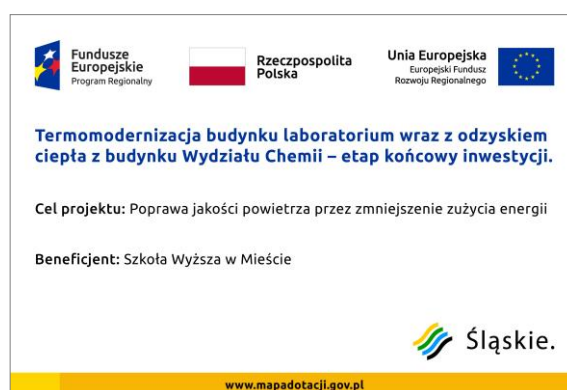 Fundusze
Europejskie
Program Regionalny
Rzeczpospolita
Polska
Unia Europejska
Europejski Fundusz
Rozwoju Regionalnego
Termomodernizacja budynku laboratorium wraz z odzyskiem
ciepła z budynku Wydziału Chemii – etap końcowy inwestycji.
Cel projektu: Poprawa jakości powietrza przez zmniejszenie zużycia energii
Beneficjent: Szkoła Wyższa w Mieście
Śląskie.
www.mapadotacji.gov.pl